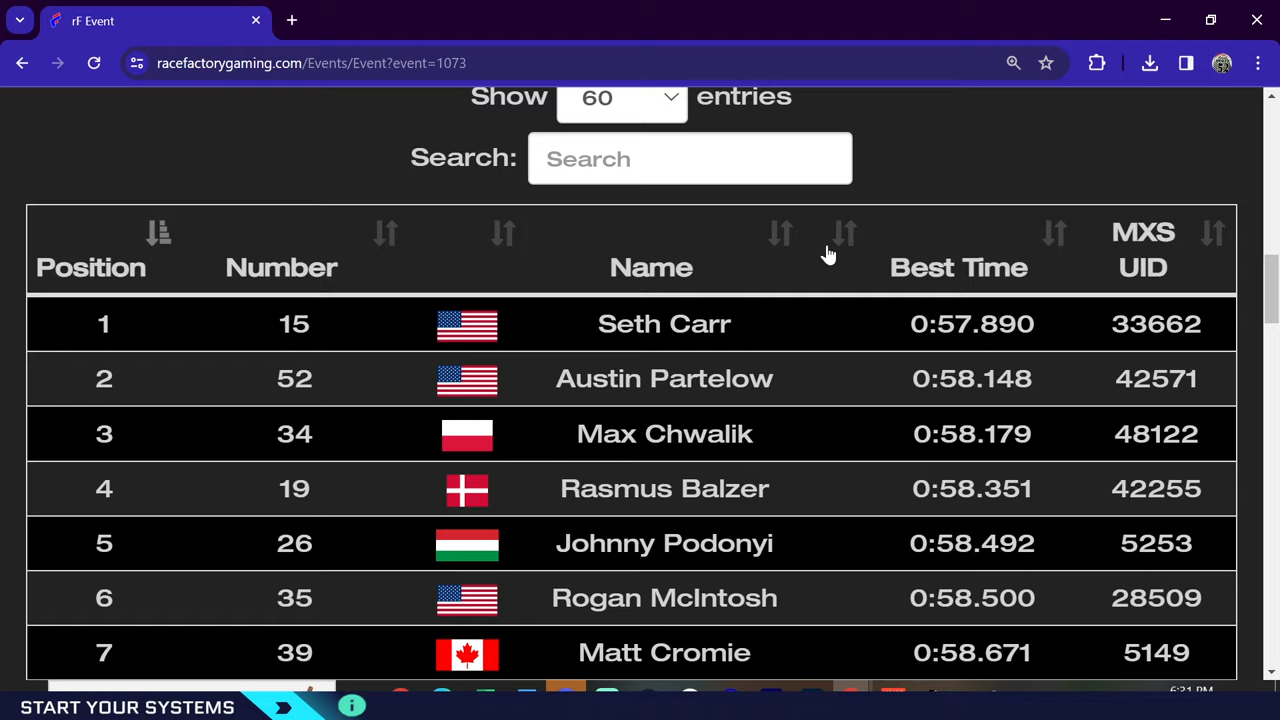 rF Event
racefactorygaming.com/Events/Event?event=1073
Show 60 entries
Search: Search
Position Number Name Best Time MXS UID
1 15 Seth Carr 0:57.890 33662
2 52 Austin Partelow 0:58.148 42571
3 34 Max Chwalik 0:58.179 48122
4 19 Rasmus Balzer 0:58.351 42255
5 26 Johnny Podonyi 0:58.492 5253
6 35 Rogan McIntosh 0:58.500 28509
7 39 Matt Cromie 0:58.671 5149
6:31 PM
START YOUR SYSTEMS